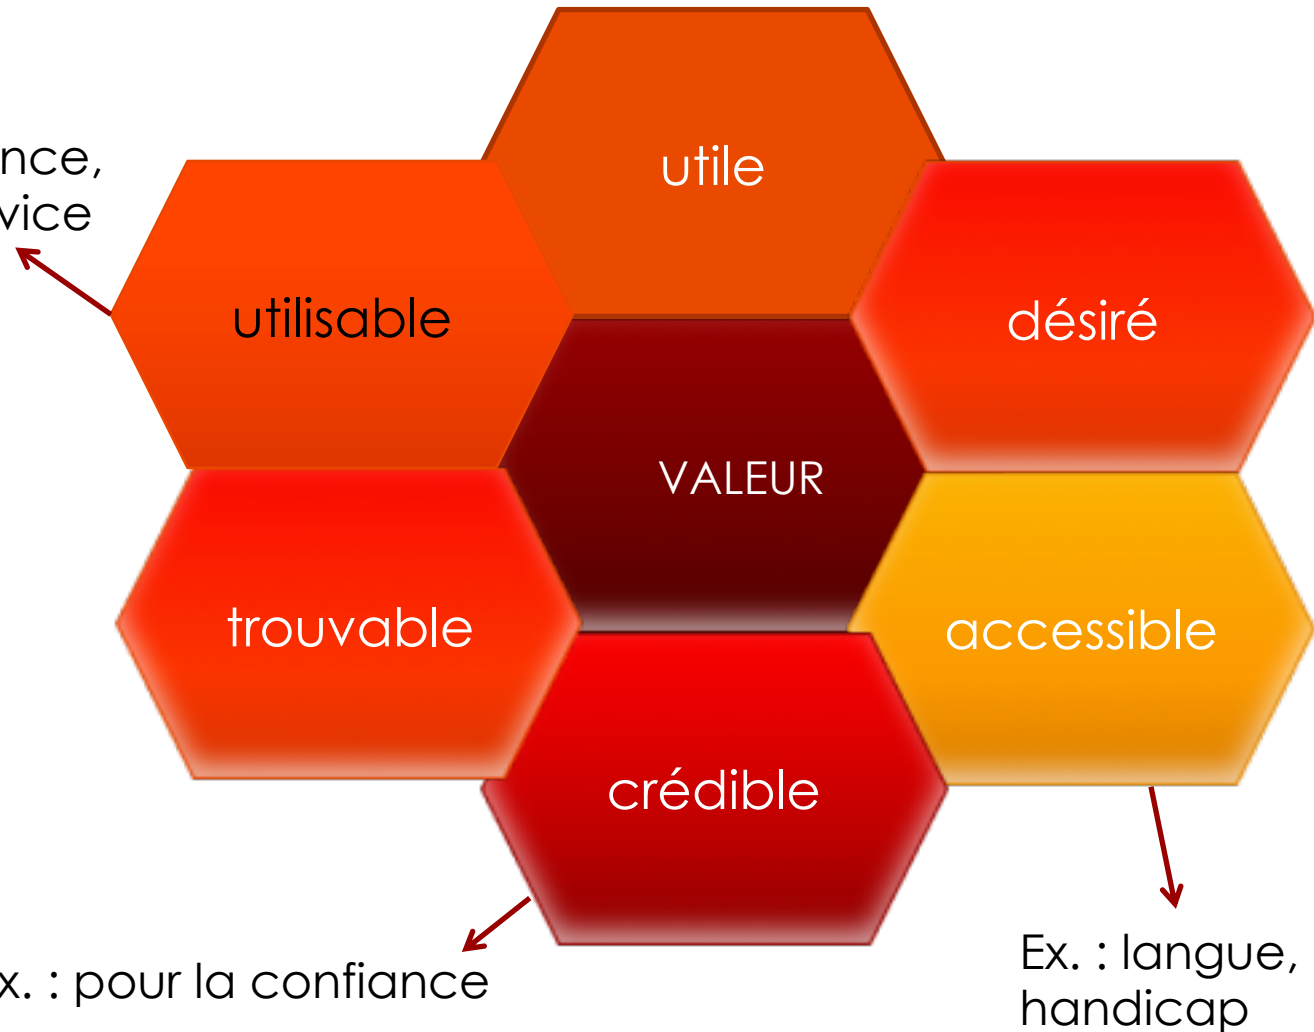 utile
nce,
vice
utilisable
désiré
VALEUR
trouvable
accessible
crédible
x. : pour la confiance
Ex. : langue,
handicap